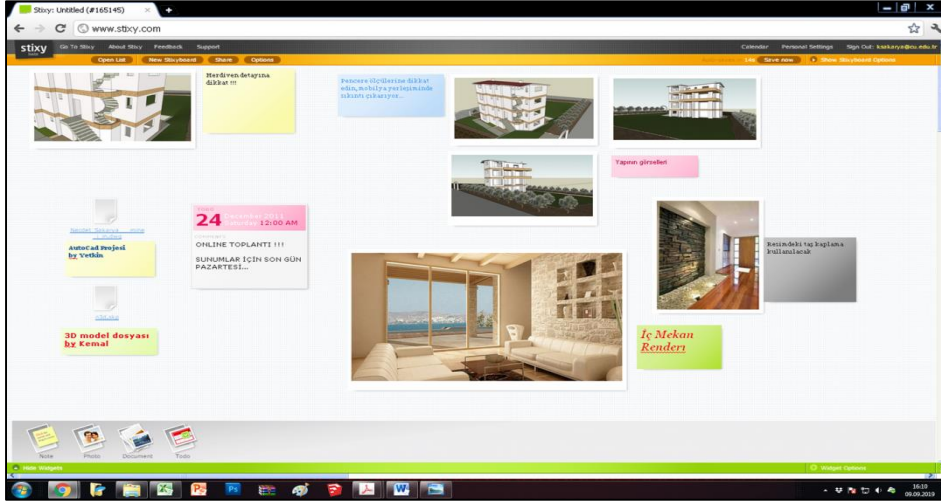 Stixy: Untitled (#165145)
www.stixy.com
stixy
Go To Stixy About Stixy Feedback Support
Calendar Personal Settings Sign Out:
Open List New Stixyboard Share Options
Save now Show Stixyboard Options
Merdiven detayına
dikkat !!!
Pencere ölçülerine dikkat
edin, mobilya yerleşiminde
sıkıntı çıkarıyor...
Yapının görselleri
24 December 2011
Saturday 12:00 AM
ONLINE TOPLANTI !!!
SUNUMLAR İÇİN SON GÜN
PAZARTESİ...
AutoCad Projesi
by Yetkin
3D model dosyası
by Kemal
Resimdeki taş kaplama
kullanılacak
İç Mekan
Renderı
Note Photo Document Todo
Hide Widgets
Widget Options
16:10
09.09.2019